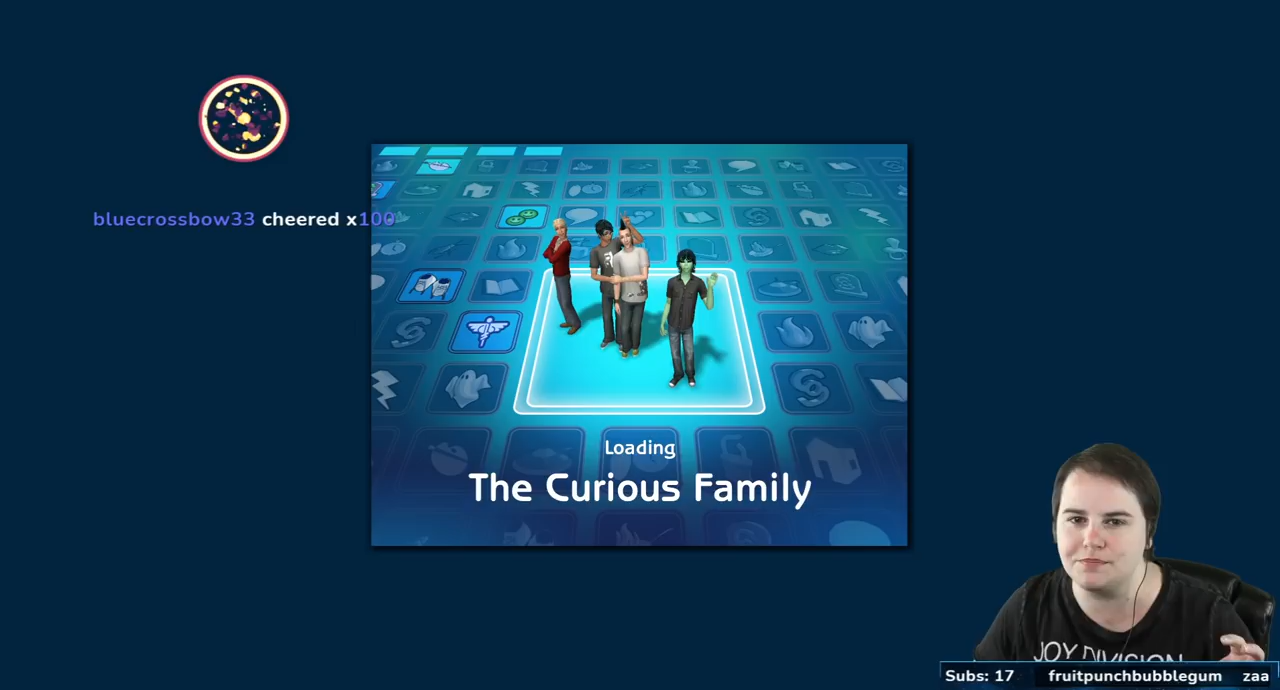 bluecrossbow33 cheered x100
Loading
The Curious Family
JOY DIVISION
Subs: 17 fruitpunchbubblegum zaa